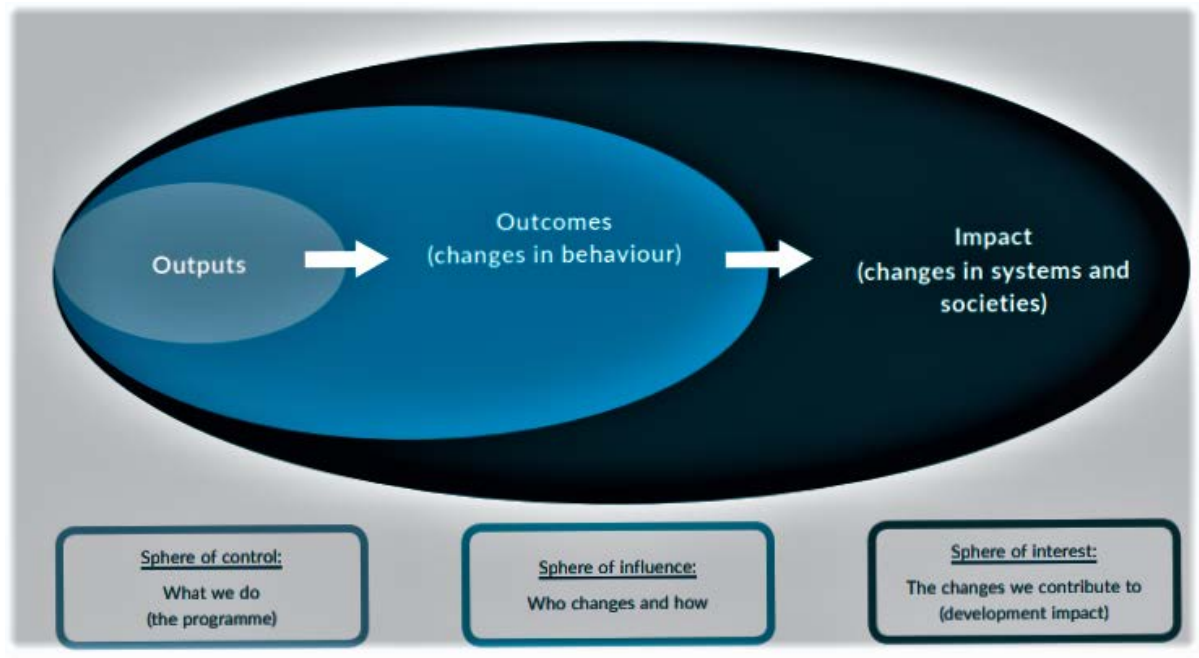 Outputs
Outcomes
(changes in behaviour)
Impact
(changes in systems and
societies)
Sphere of control:
What we do
(the programme)
Sphere of influence:
Who changes and how
Sphere of interest:
The changes we contribute to
(development impact)